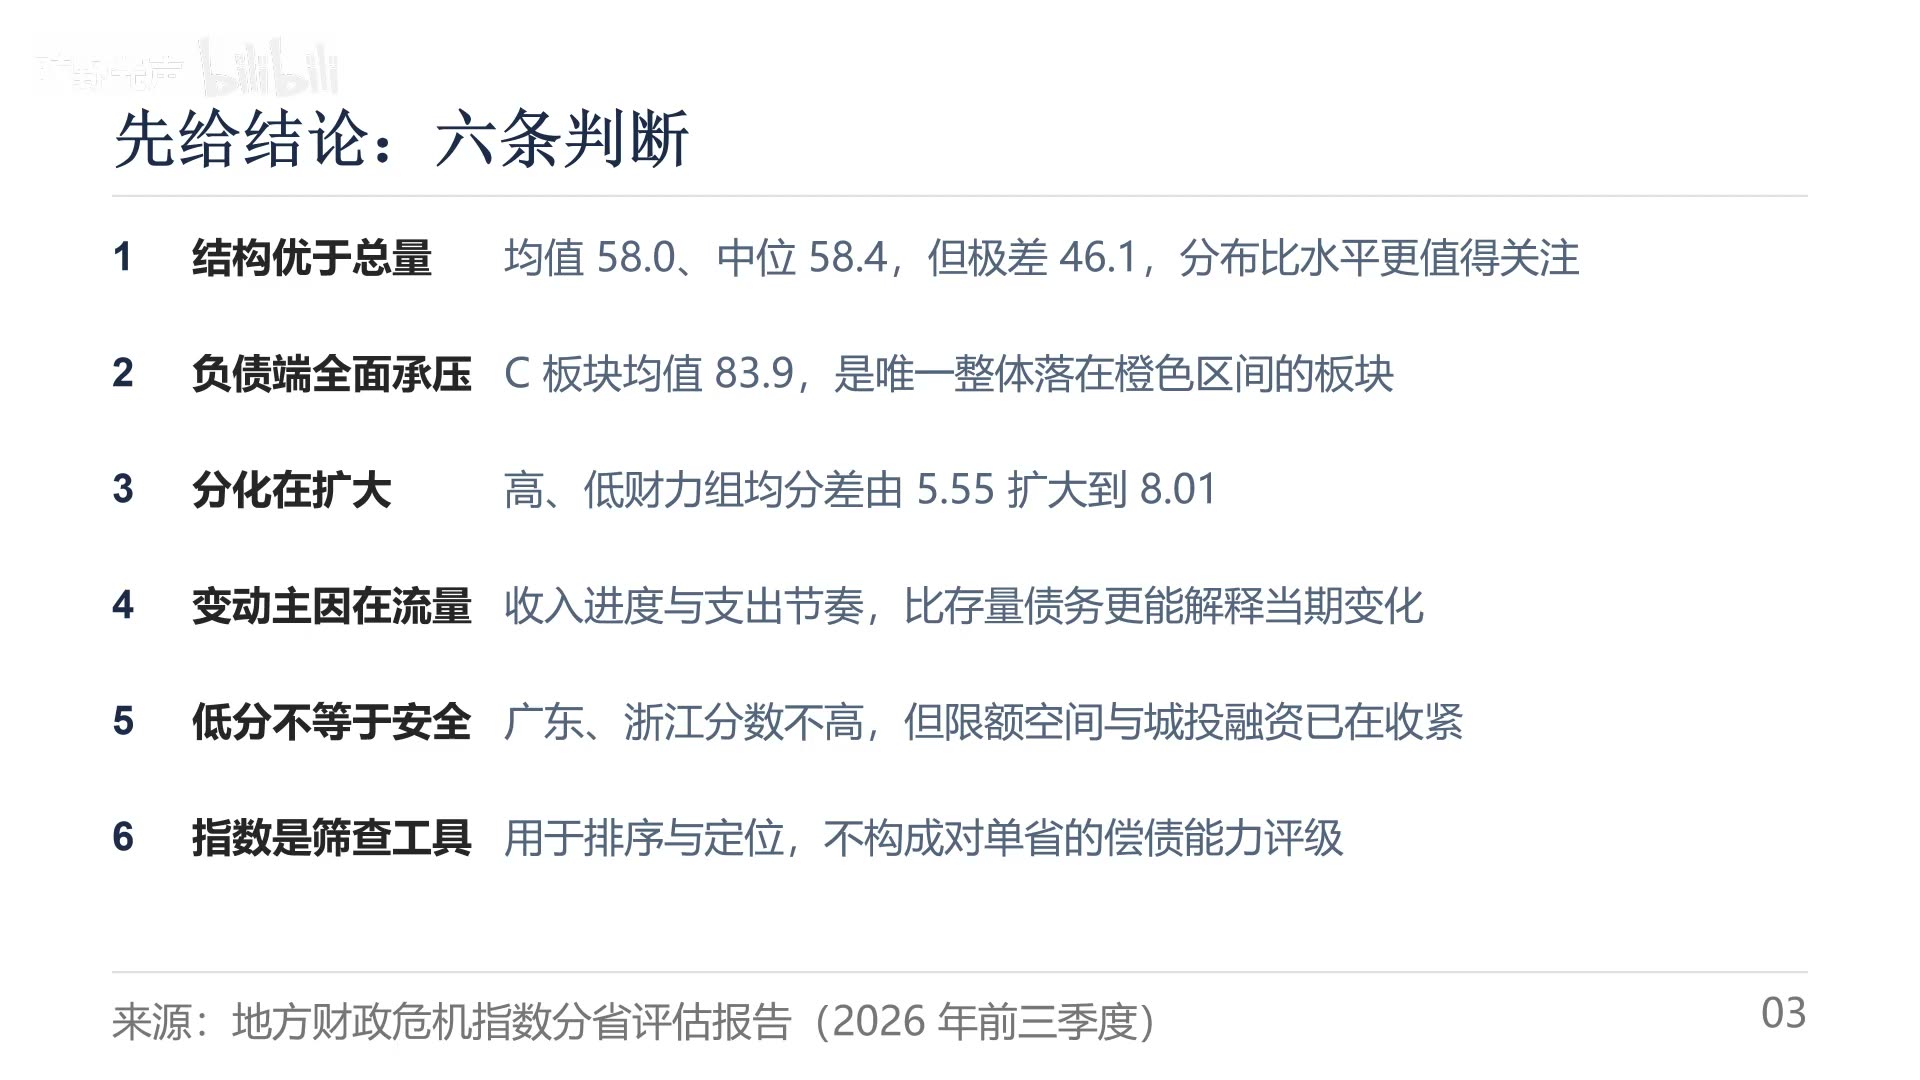 bilibili
先给结论：六条判断
1 结构优于总量 均值 58.0、中位 58.4，但极差 46.1，分布比水平更值得关注
2 负债端全面承压 C 板块均值 83.9，是唯一整体落在橙色区间的板块
3 分化在扩大 高、低财力组均分差由 5.55 扩大到 8.01
4 变动主因在流量 收入进度与支出节奏，比存量债务更能解释当期变化
5 低分不等于安全 广东、浙江分数不高，但限额空间与城投融资已在收紧
6 指数是筛查工具 用于排序与定位，不构成对单省的偿债能力评级
来源：地方财政危机指数分省评估报告（2026 年前三季度） 03